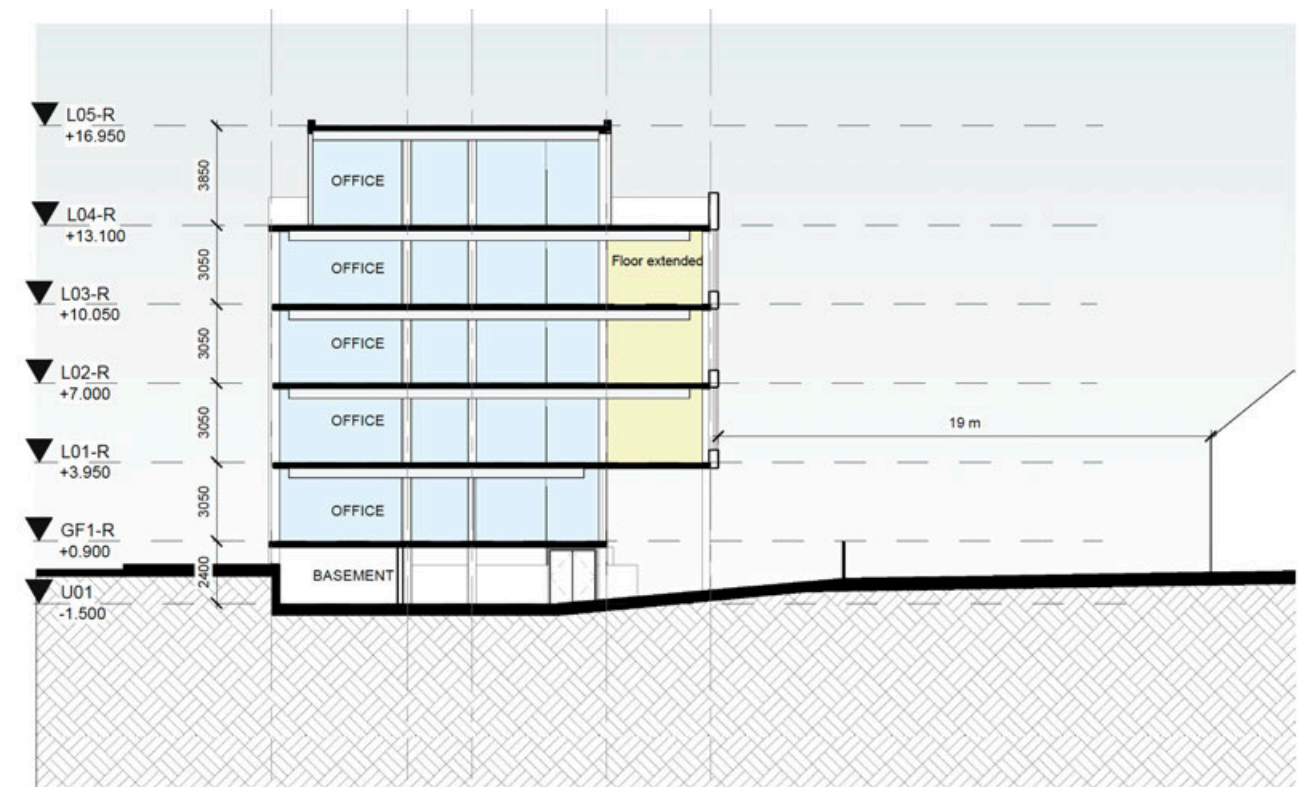 L05-R
+16.950
3850
OFFICE
L04-R
+13.100
3050
OFFICE
Floor extended
L03-R
+10.050
3050
OFFICE
L02-R
+7.000
3050
OFFICE
19 m
L01-R
+3.950
3050
OFFICE
GF1-R
+0.900
2400
BASEMENT
U01
-1.500